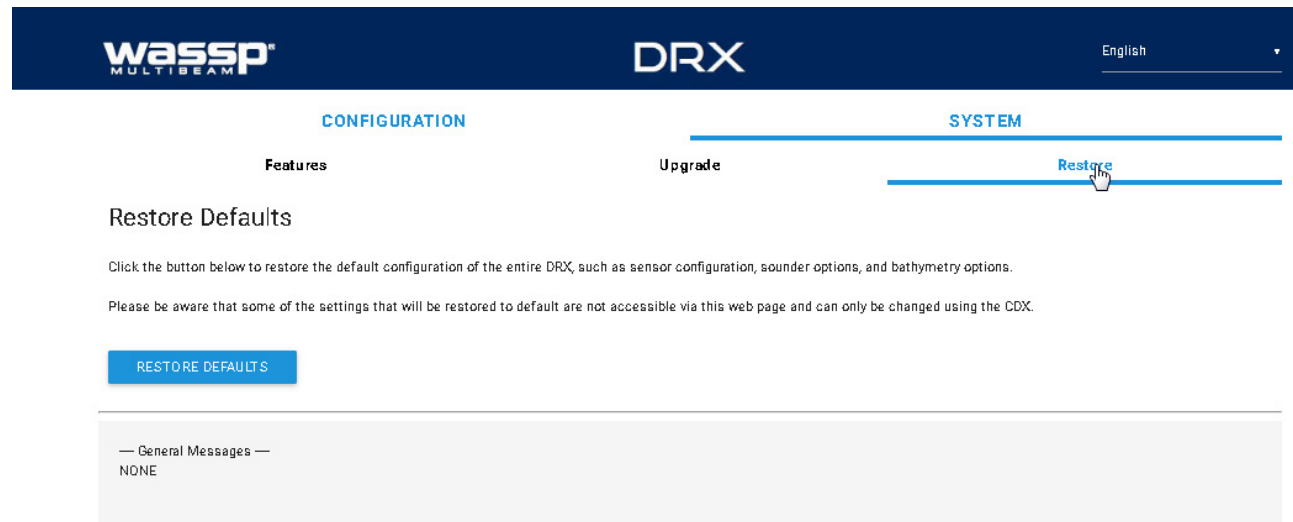 wassp®
MULTIBEAM
DRX
English
CONFIGURATION
SYSTEM
Features
Upgrade
Restore
Restore Defaults
Click the button below to restore the default configuration of the entire DRX, such as sensor configuration, sounder options, and bathymetry options.
Please be aware that some of the settings that will be restored to default are not accessible via this web page and can only be changed using the CDX.
RESTORE DEFAULTS
— General Messages —
NONE